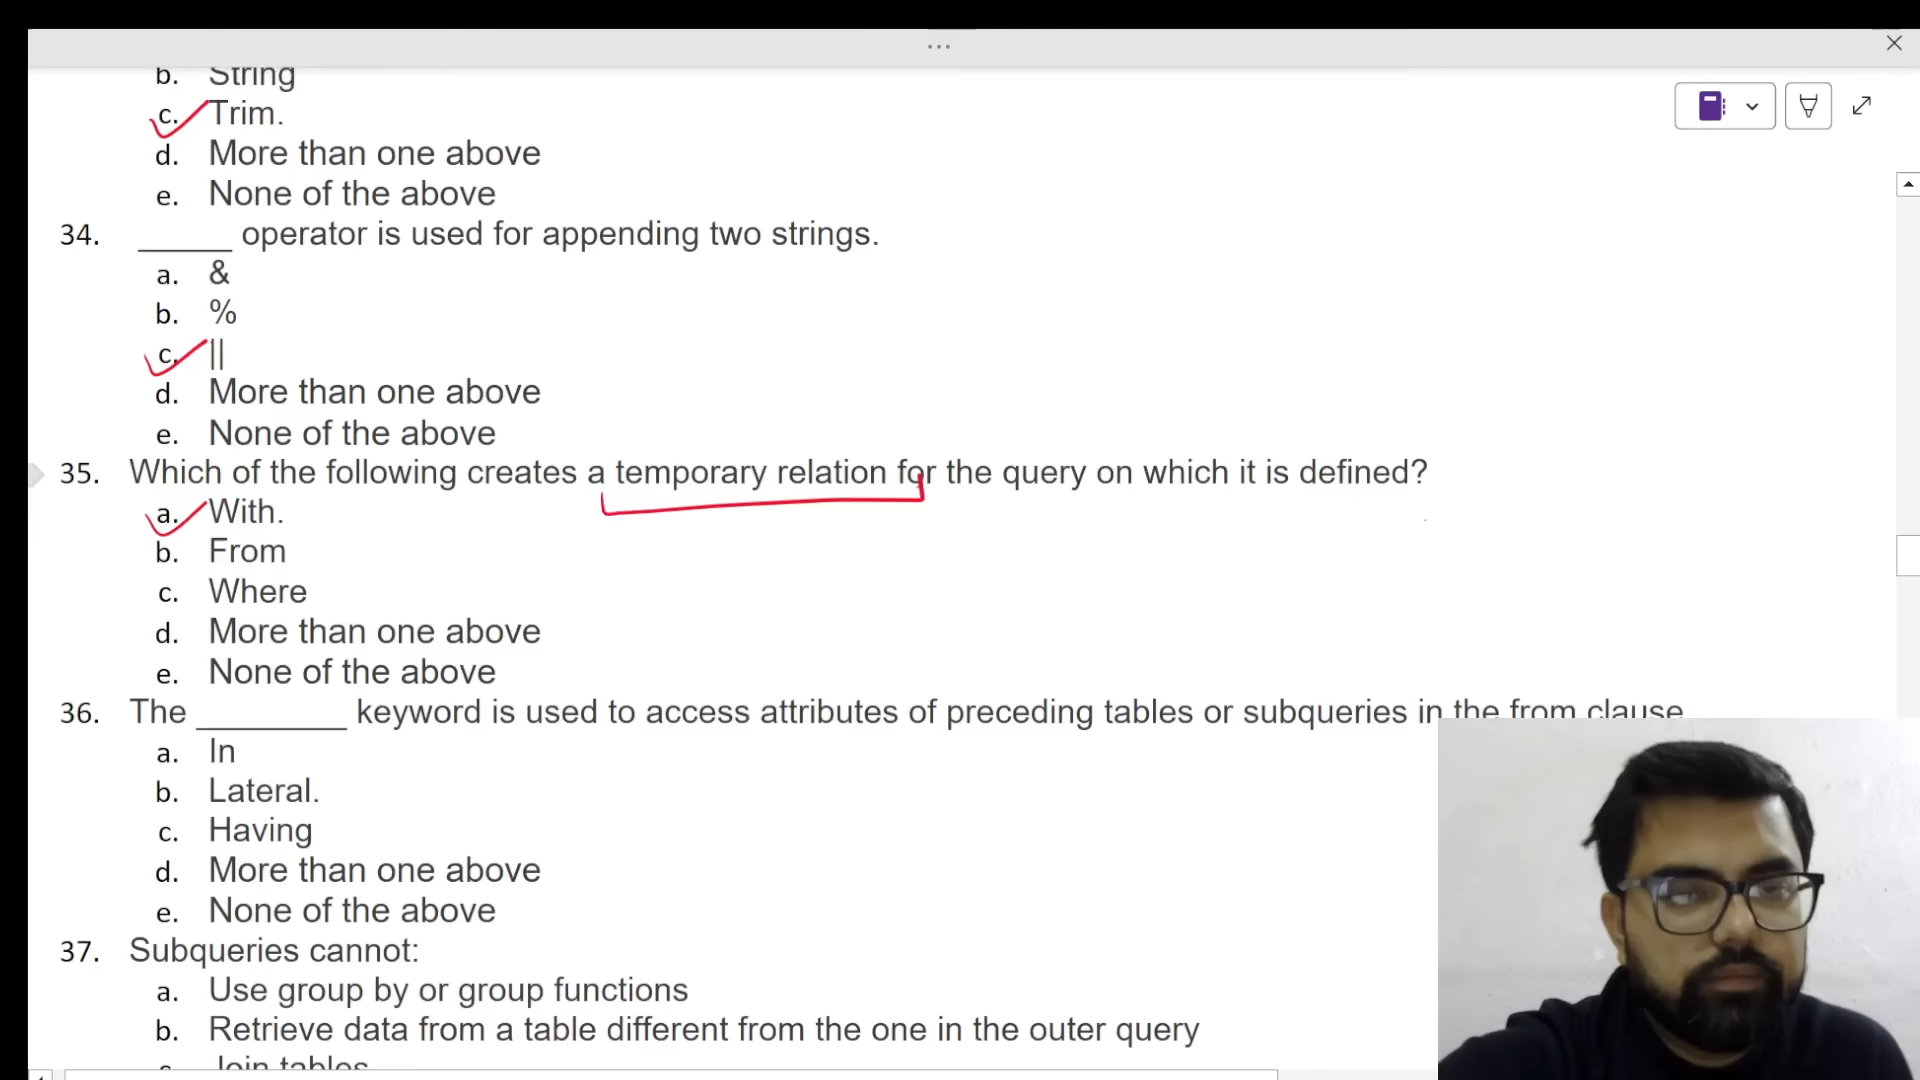 b. String
c. Trim.
d. More than one above
e. None of the above
34. ______ operator is used for appending two strings.
a. &
b. %
c. ||
d. More than one above
e. None of the above
35. Which of the following creates a temporary relation for the query on which it is defined?
a. With.
b. From
c. Where
d. More than one above
e. None of the above
36. The _________ keyword is used to access attributes of preceding tables or subqueries in the from clause
a. In
b. Lateral.
c. Having
d. More than one above
e. None of the above
37. Subqueries cannot:
a. Use group by or group functions
b. Retrieve data from a table different from the one in the outer query
c. Join tables